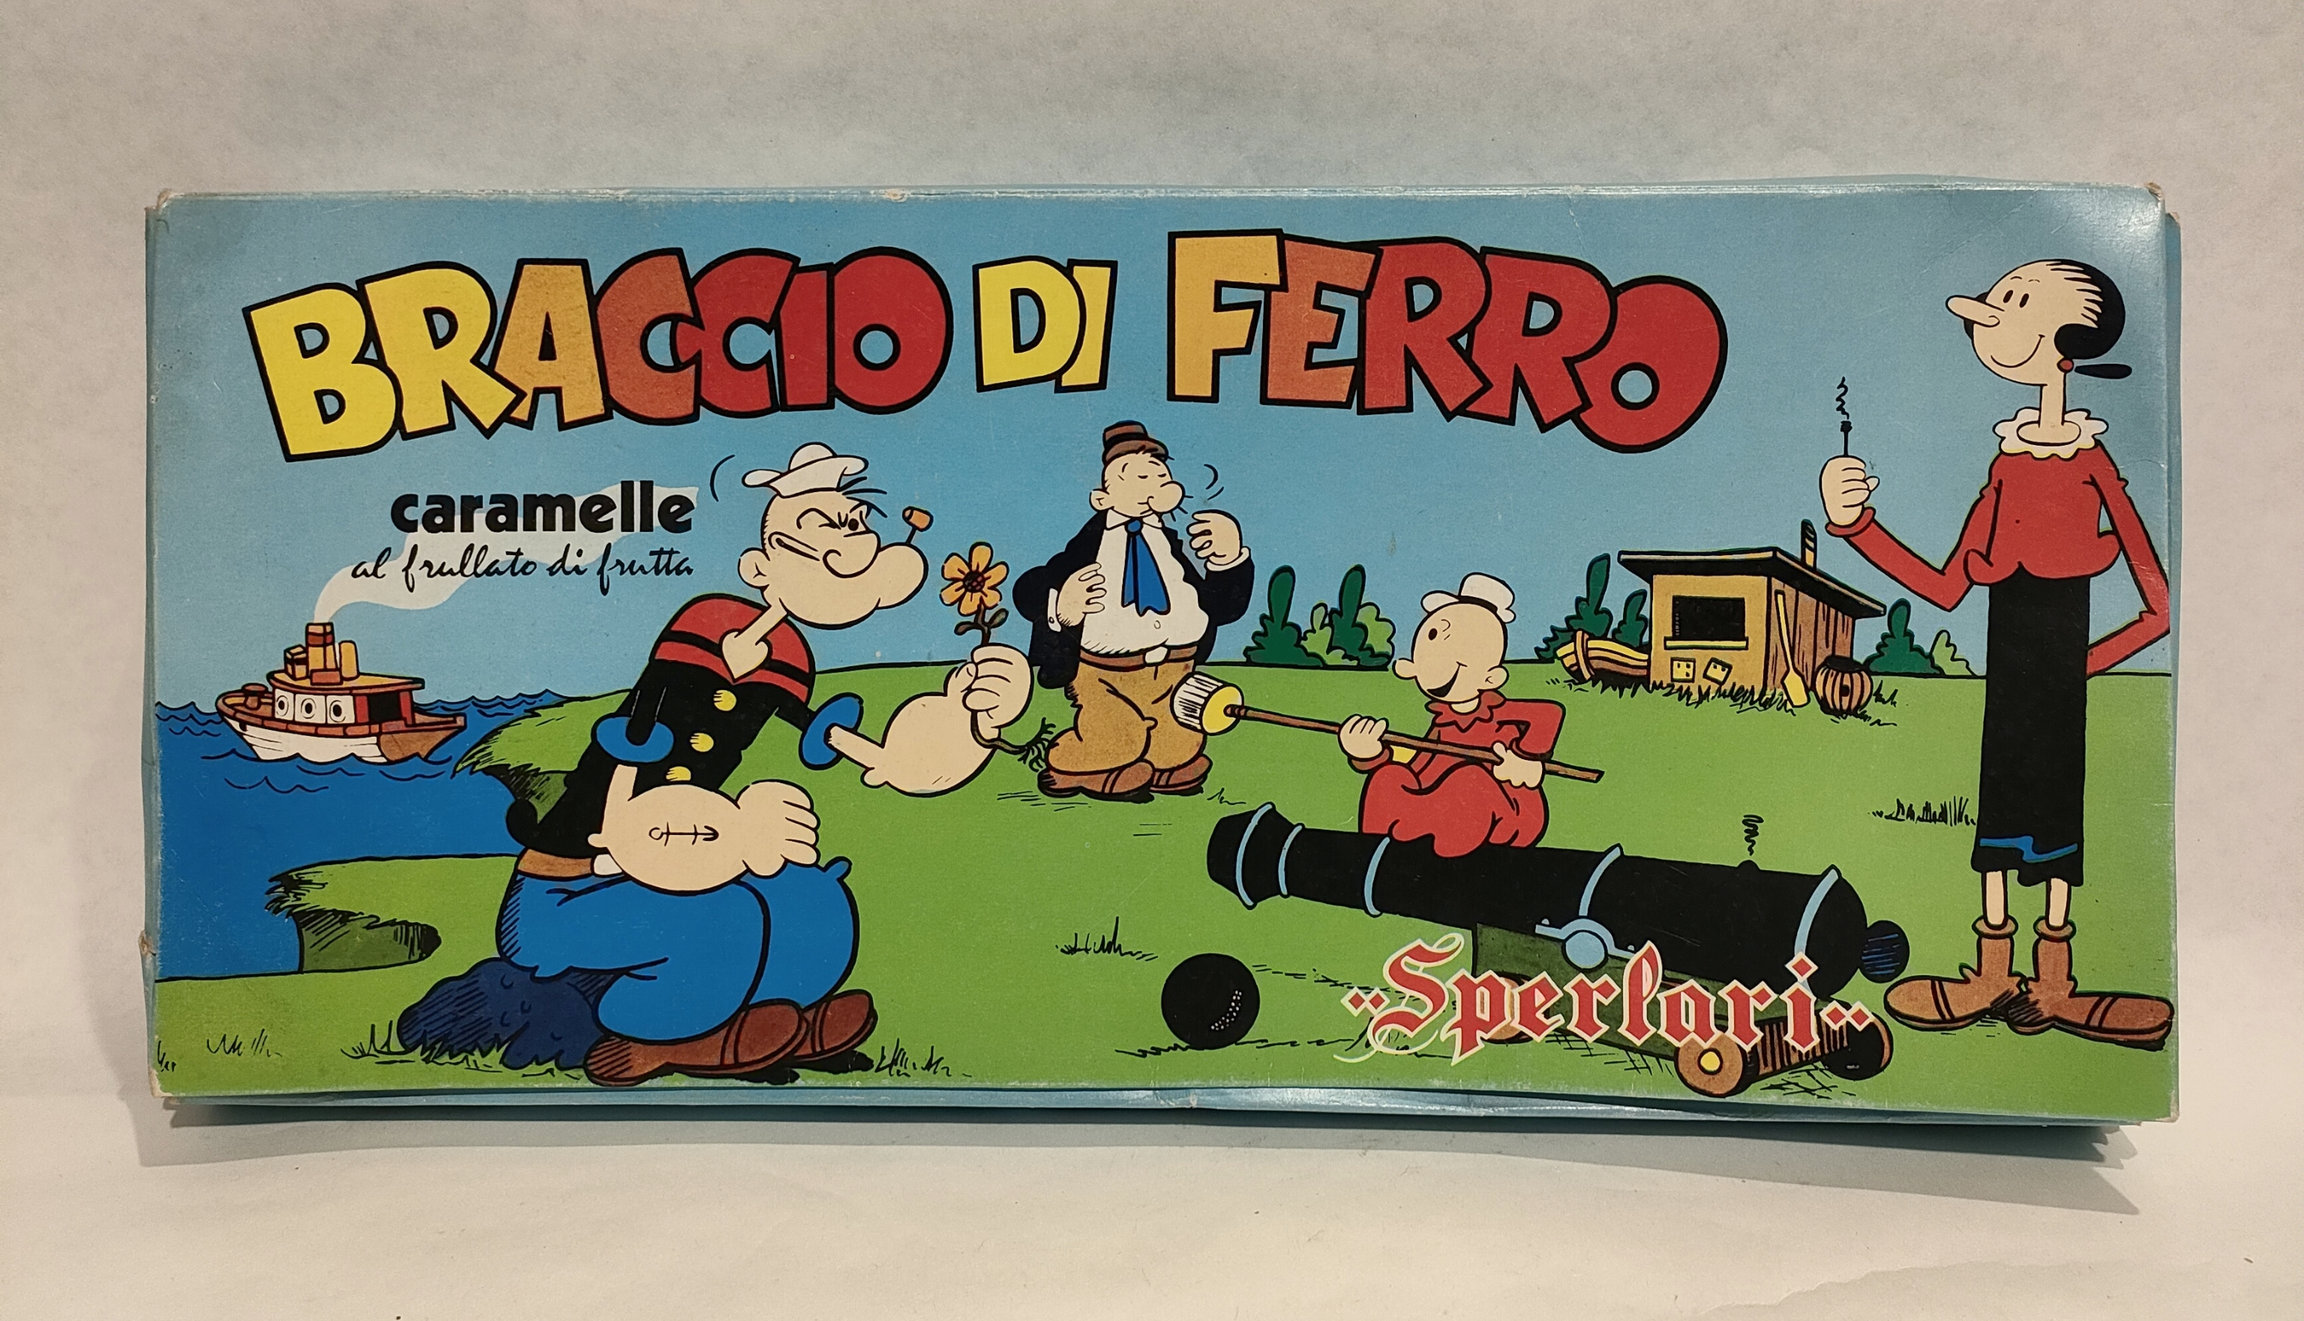 BRACCIO DI FERRO
caramelle
al frullato di frutta
"Sperlari"